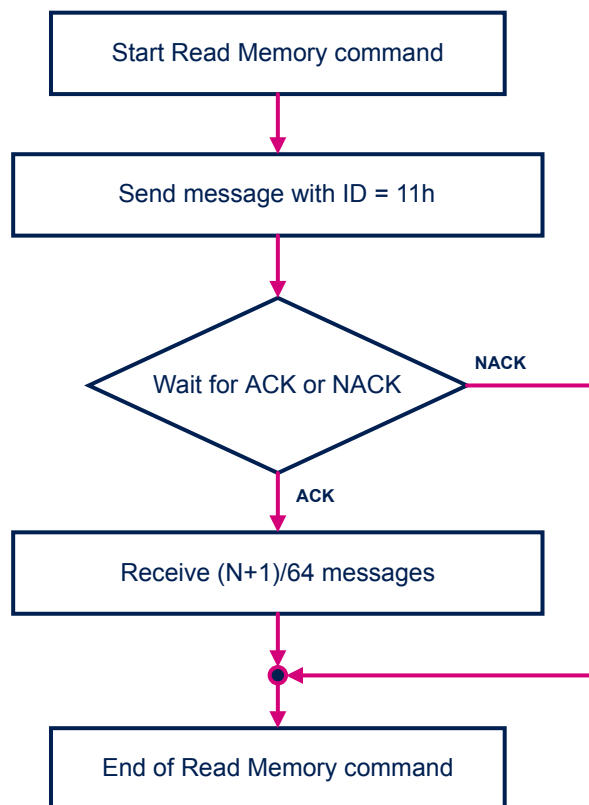 Start Read Memory command
Send message with ID = 11h
Wait for ACK or NACK
NACK
ACK
Receive (N+1)/64 messages
End of Read Memory command